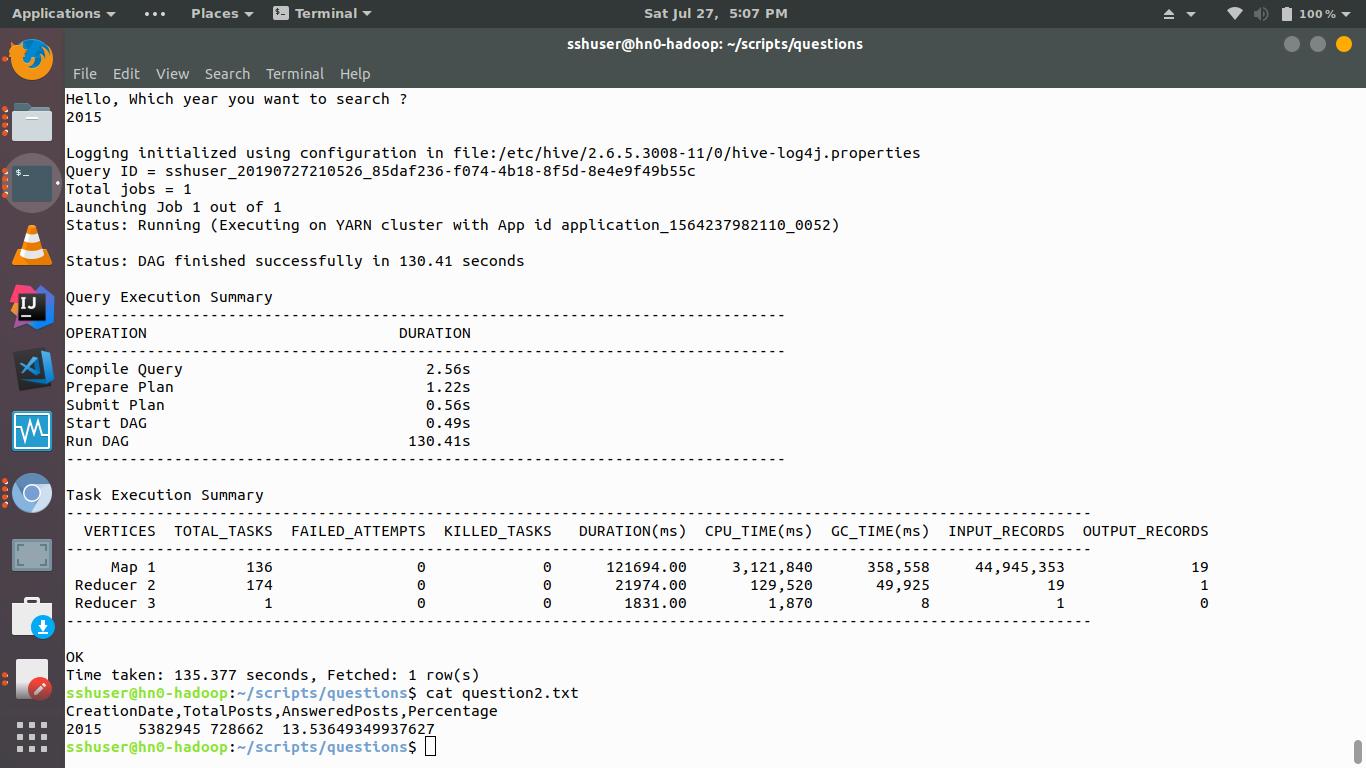 Applications Places Terminal Sat Jul 27, 5:07 PM 100 %
sshuser@hn0-hadoop: ~/scripts/questions
File Edit View Search Terminal Help
Hello, Which year you want to search ?
2015
Logging initialized using configuration in file:/etc/hive/2.6.5.3008-11/0/hive-log4j.properties
Query ID = sshuser_20190727210526_85daf236-f074-4b18-8f5d-8e4e9f49b55c
Total jobs = 1
Launching Job 1 out of 1
Status: Running (Executing on YARN cluster with App id application_1564237982110_0052)
Status: DAG finished successfully in 130.41 seconds
Query Execution Summary
--------------------------------------------------------------------------------
OPERATION                            DURATION
--------------------------------------------------------------------------------
Compile Query                           2.56s
Prepare Plan                            1.22s
Submit Plan                             0.56s
Start DAG                               0.49s
Run DAG                               130.41s
--------------------------------------------------------------------------------
Task Execution Summary
------------------------------------------------------------------------------------------------------------------
  VERTICES  TOTAL_TASKS  FAILED_ATTEMPTS  KILLED_TASKS   DURATION(ms)  CPU_TIME(ms)  GC_TIME(ms)  INPUT_RECORDS  OUTPUT_RECORDS
------------------------------------------------------------------------------------------------------------------
     Map 1          136                0             0      121694.00     3,121,840      358,558     44,945,353              19
 Reducer 2          174                0             0       21974.00       129,520       49,925             19               1
 Reducer 3            1                0             0        1831.00         1,870            8              1               0
------------------------------------------------------------------------------------------------------------------
OK
Time taken: 135.377 seconds, Fetched: 1 row(s)
sshuser@hn0-hadoop:~/scripts/questions$ cat question2.txt
CreationDate,TotalPosts,AnsweredPosts,Percentage
2015    5382945 728662  13.53649349937627
sshuser@hn0-hadoop:~/scripts/questions$